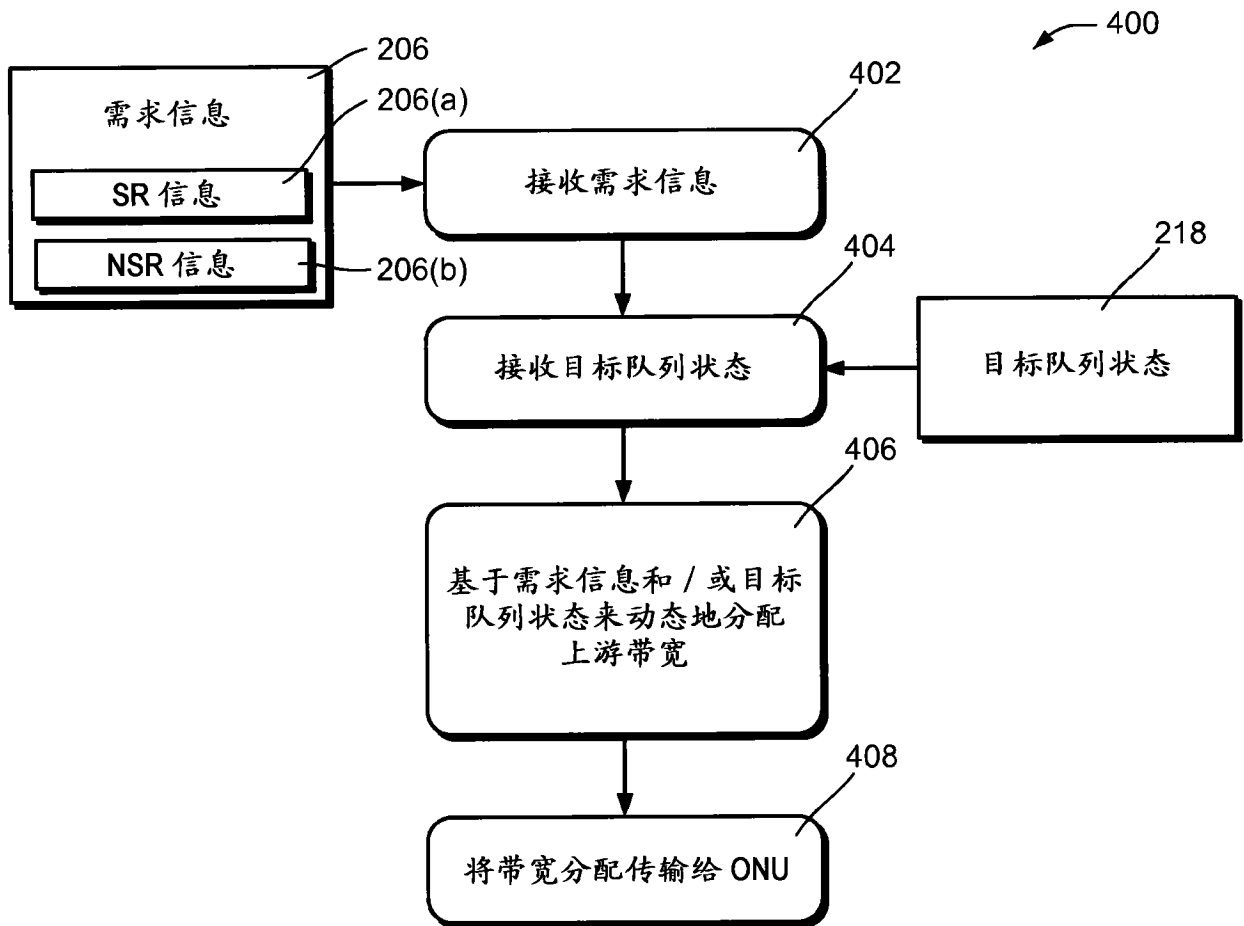 400
206
需求信息
206(a)
SR 信息
NSR 信息
206(b)
402
接收需求信息
404
接收目标队列状态
218
目标队列状态
406
基于需求信息和 / 或目标
队列状态来动态地分配
上游带宽
408
将带宽分配传输给 ONU